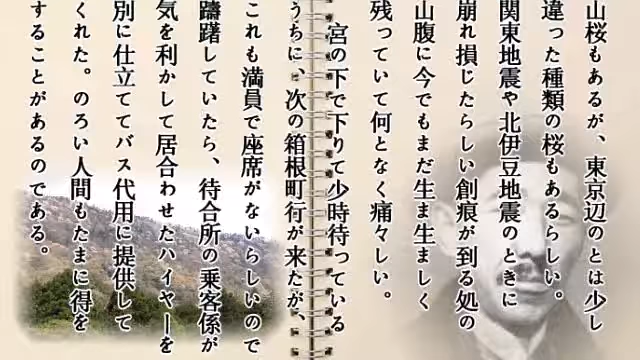 山桜もあるが、東京辺のとは少し
違った種類の桜もあるらしい。
関東地震や北伊豆地震のときに
崩れ損じたらしい創痕が到る処の
山腹に今でもまだ生ま生ましく
残っていて何となく痛々しい。
宮の下で下りて少時待っている
うちに、次の箱根町行が来たが、
これも満員で座席がないらしいので
躊躇していたら、待合所の乗客係が
気を利かして居合わせたハイヤーを
別に仕立ててバス代用に提供して
くれた。のろい人間もたまに得を
することがあるのである。